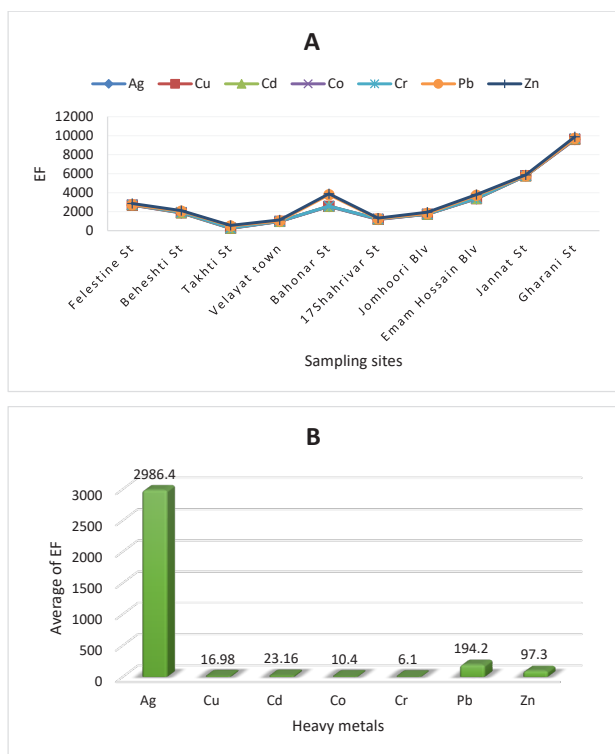 A
Ag Cu Cd Co Cr Pb Zn
12000
10000
8000
6000
4000
2000
0
EF
Felestine St
Beheshti St
Takhti St
Velayat town
Bahonar St
17Shahrivar St
Jomhoori Blv
Emam Hossain Blv
Jannat St
Gharani St
Sampling sites
B
2986.4
3000
2500
2000
1500
1000
500
0
Average of EF
16.98 23.16 10.4 6.1 194.2 97.3
Ag Cu Cd Co Cr Pb Zn
Heavy metals